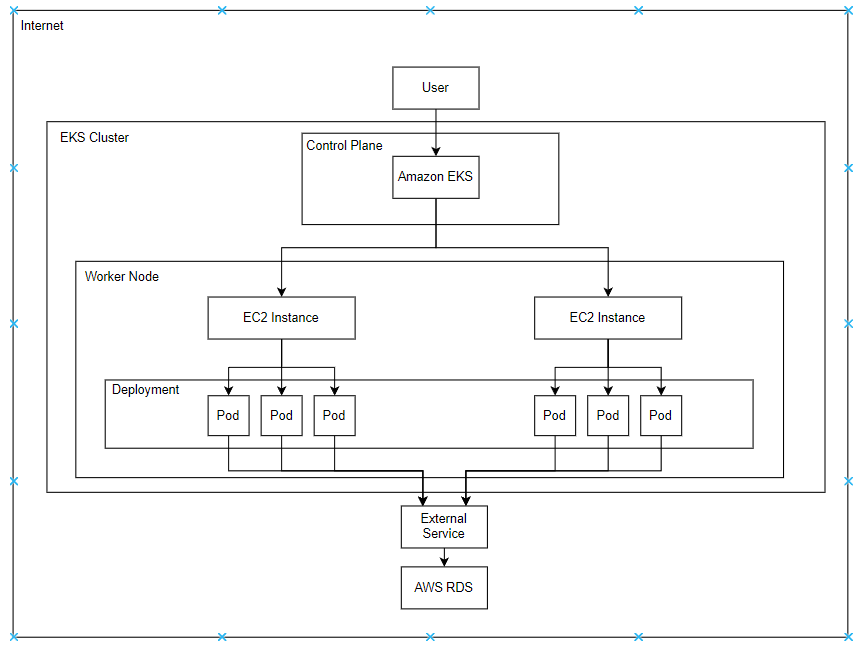 Internet
User
EKS Cluster
Control Plane
Amazon EKS
Worker Node
EC2 Instance
EC2 Instance
Deployment
Pod
Pod
Pod
Pod
Pod
Pod
External
Service
AWS RDS